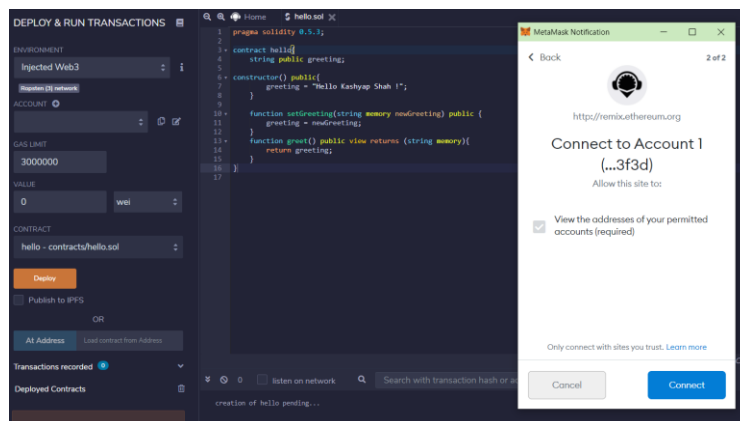 DEPLOY & RUN TRANSACTIONS
ENVIRONMENT
Injected Web3
i
Ropsten (3) network
ACCOUNT
GAS LIMIT
3000000
VALUE
0
wei
CONTRACT
hello - contracts/hello.sol
Deploy
Publish to IPFS
OR
At Address
Load contract from Address
Transactions recorded 0
Deployed Contracts
Home
hello.sol
1 pragma solidity 0.5.3;
2
3 contract hello{
4 string public greeting;
5
6 constructor() public{
7 greeting = "Hello Kashyap Shah !";
8 }
9
10 function setGreeting(string memory newGreeting) public {
11 greeting = newGreeting;
12 }
13 function greet() public view returns (string memory){
14 return greeting;
15 }
16 }
17
0
listen on network
Search with transaction hash or
creation of hello pending...
MetaMask Notification
Back
2 of 2
http://remix.ethereum.org
Connect to Account 1
(...3f3d)
Allow this site to:
View the addresses of your permitted
accounts (required)
Only connect with sites you trust. Learn more
Cancel
Connect